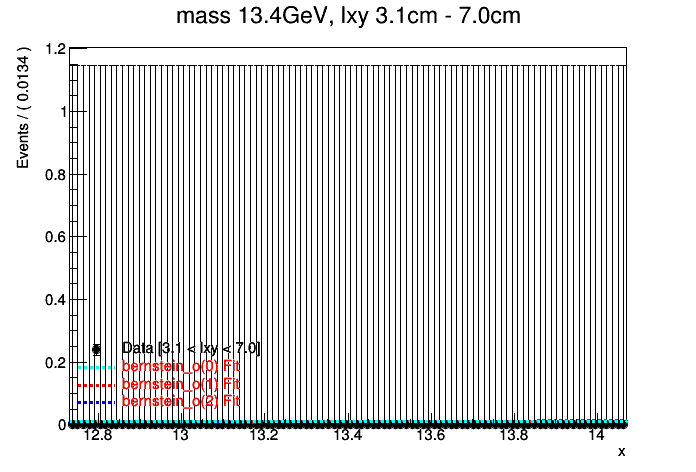 mass 13.4GeV, lxy 3.1cm - 7.0cm
Events / ( 0.0134 )
1.2
1
0.8
0.6
0.4
0.2
0
Data [3.1 < lxy < 7.0]
bernstein_o(0) Fit
bernstein_o(1) Fit
bernstein_o(2) Fit
12.8 13 13.2 13.4 13.6 13.8 14
x